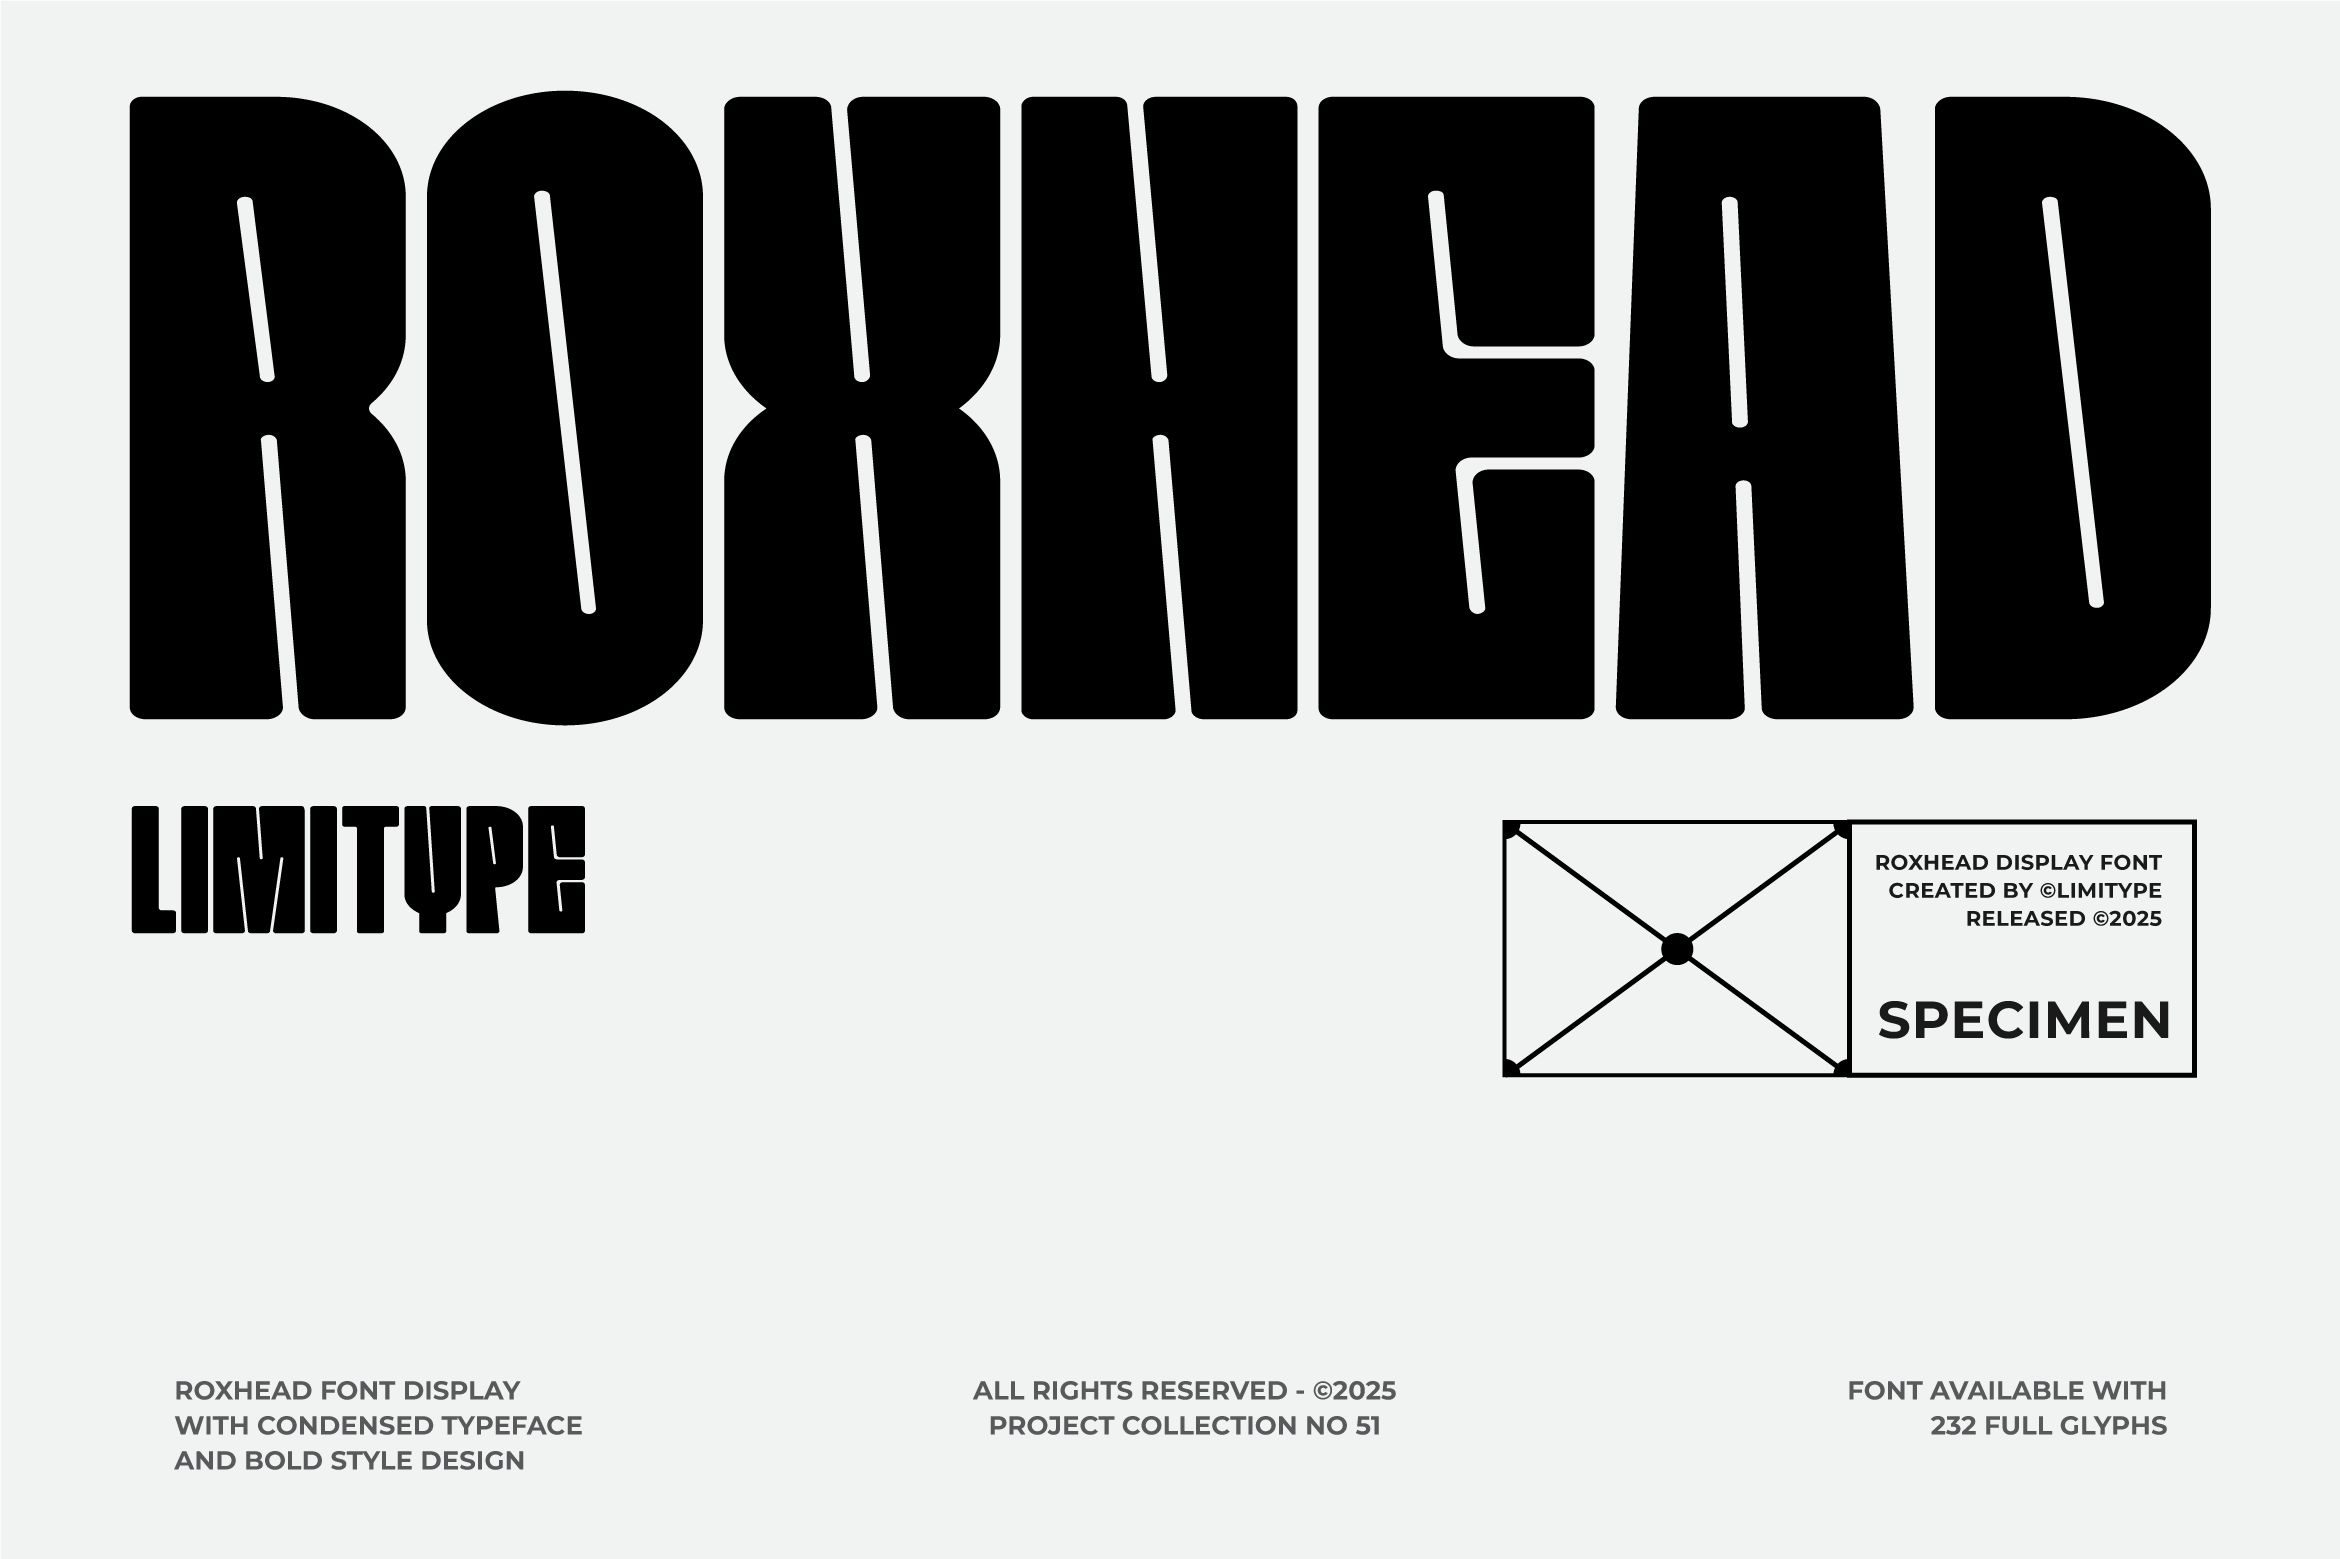 ROXHEAD
LIMITYPE
ROXHEAD DISPLAY FONT
CREATED BY ©LIMITYPE
RELEASED ©2025
SPECIMEN
ROXHEAD FONT DISPLAY
WITH CONDENSED TYPEFACE
AND BOLD STYLE DESIGN
ALL RIGHTS RESERVED - ©2025
PROJECT COLLECTION NO 51
FONT AVAILABLE WITH
232 FULL GLYPHS